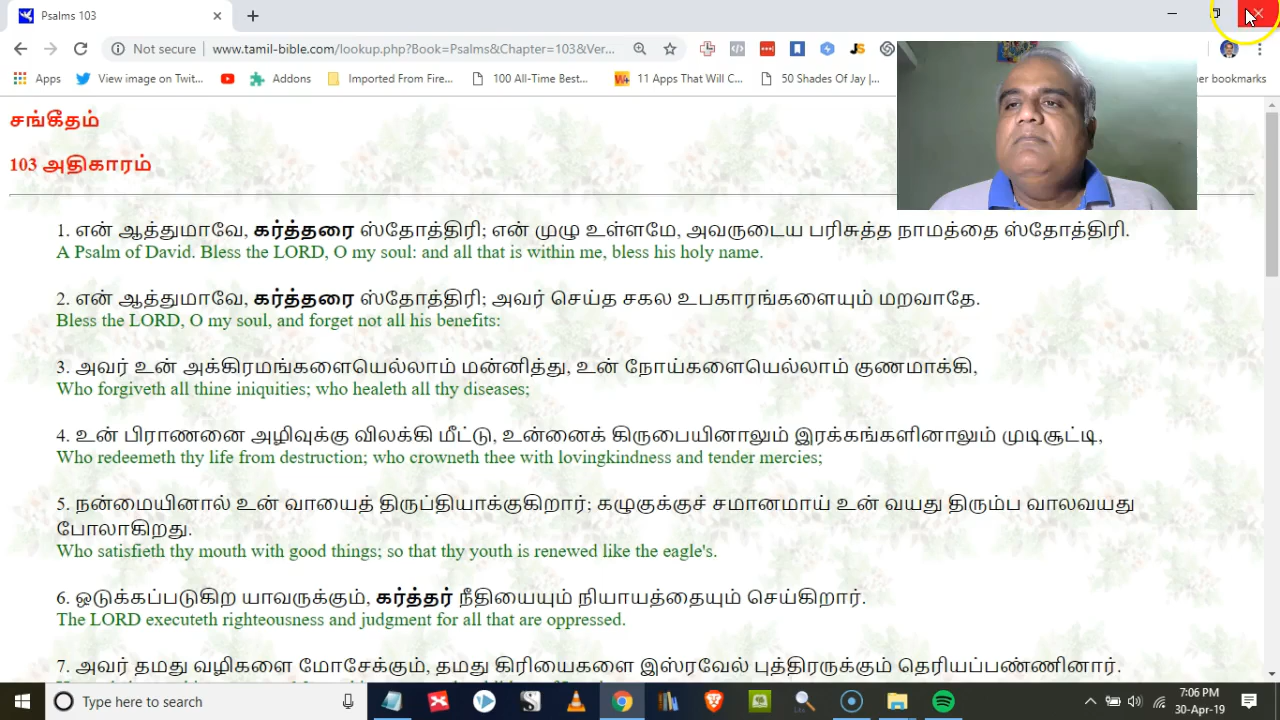 Psalms 103
Not secure
www.tamil-bible.com/lookup.php?Book=Psalms&Chapter=103&Ver...
Apps
View image on Twit...
Addons
Imported From Fire...
100 All-Time Best...
11 Apps That Will C...
50 Shades Of Jay |...
her bookmarks
சங்கீதம்
103 அதிகாரம்
1. என் ஆத்துமாவே, கர்த்தரை ஸ்தோத்திரி; என் முழு உள்ளமே, அவருடைய பரிசுத்த நாமத்தை ஸ்தோத்திரி.
A Psalm of David. Bless the LORD, O my soul: and all that is within me, bless his holy name.
2. என் ஆத்துமாவே, கர்த்தரை ஸ்தோத்திரி; அவர் செய்த சகல உபகாரங்களையும் மறவாதே.
Bless the LORD, O my soul, and forget not all his benefits:
3. அவர் உன் அக்கிரமங்களையெல்லாம் மன்னித்து, உன் நோய்களையெல்லாம் குணமாக்கி,
Who forgiveth all thine iniquities; who healeth all thy diseases;
4. உன் பிராணனை அழிவுக்கு விலக்கி மீட்டு, உன்னைக் கிருபையினாலும் இரக்கங்களினாலும் முடிசூட்டி,
Who redeemeth thy life from destruction; who crowneth thee with lovingkindness and tender mercies;
5. நன்மையினால் உன் வாயைத் திருப்தியாக்குகிறார்; கழுகுக்குச் சமானமாய் உன் வயது திரும்ப வாலவயது
போலாகிறது.
Who satisfieth thy mouth with good things; so that thy youth is renewed like the eagle's.
6. ஒடுக்கப்படுகிற யாவருக்கும், கர்த்தர் நீதியையும் நியாயத்தையும் செய்கிறார்.
The LORD executeth righteousness and judgment for all that are oppressed.
7. அவர் தமது வழிகளை மோசேக்கும், தமது கிரியைகளை இஸ்ரவேல் புத்திரருக்கும் தெரியப்பண்ணினார்.
Type here to search
7:06 PM
30-Apr-19